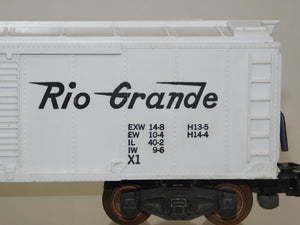 Rio Grande
EXW 14-8 H13-5
EW 10-4 H14-4
IL 40-2
IW 9-6
X1